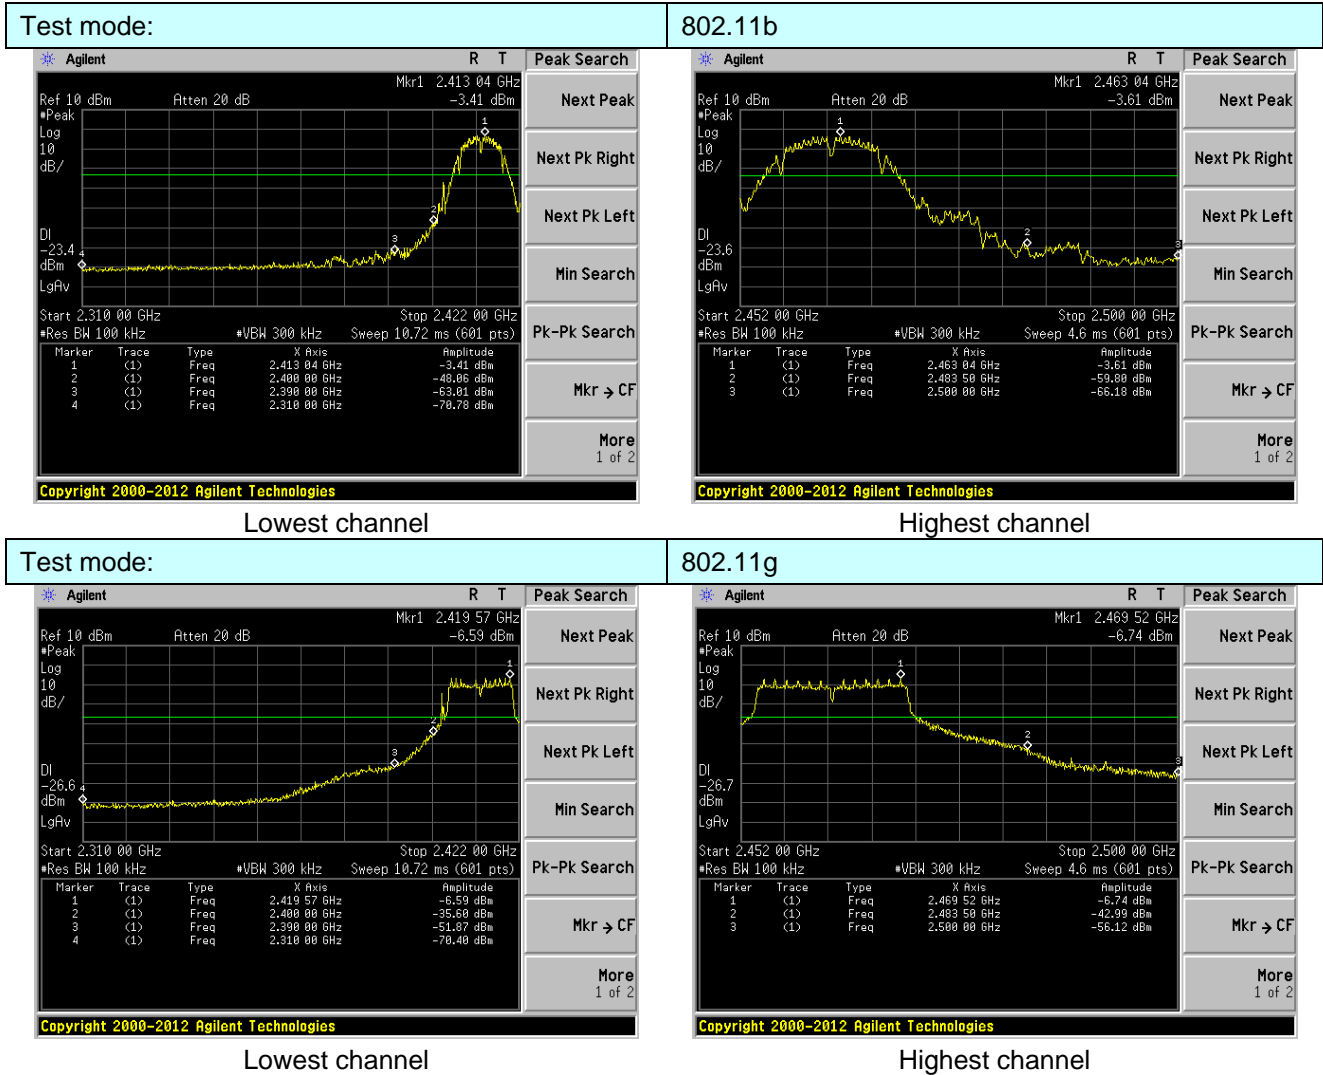 Test mode:
802.11b
Agilent
R T
Peak Search
Mkr1 2.413 04 GHz
Ref 10 dBm
Atten 20 dB
-3.41 dBm
#Peak
Log
10
dB/
DI
-23.4
dBm
LgAv
1
2
3
4
Start 2.310 00 GHz
Stop 2.422 00 GHz
#Res BW 100 kHz
#VBW 300 kHz
Sweep 10.72 ms (601 pts)
Marker Trace Type X Axis Amplitude
1 (1) Freq 2.413 04 GHz -3.41 dBm
2 (1) Freq 2.400 00 GHz -48.06 dBm
3 (1) Freq 2.390 00 GHz -63.01 dBm
4 (1) Freq 2.310 00 GHz -70.78 dBm
Next Peak
Next Pk Right
Next Pk Left
Min Search
Pk-Pk Search
Mkr → CF
More
1 of 2
Copyright 2000-2012 Agilent Technologies
Lowest channel
Agilent
R T
Peak Search
Mkr1 2.463 04 GHz
Ref 10 dBm
Atten 20 dB
-3.61 dBm
#Peak
Log
10
dB/
DI
-23.6
dBm
LgAv
1
2
3
Start 2.452 00 GHz
Stop 2.500 00 GHz
#Res BW 100 kHz
#VBW 300 kHz
Sweep 4.6 ms (601 pts)
Marker Trace Type X Axis Amplitude
1 (1) Freq 2.463 04 GHz -3.61 dBm
2 (1) Freq 2.483 50 GHz -59.80 dBm
3 (1) Freq 2.500 00 GHz -66.18 dBm
Next Peak
Next Pk Right
Next Pk Left
Min Search
Pk-Pk Search
Mkr → CF
More
1 of 2
Copyright 2000-2012 Agilent Technologies
Highest channel
Test mode:
802.11g
Agilent
R T
Peak Search
Mkr1 2.419 57 GHz
Ref 10 dBm
Atten 20 dB
-6.59 dBm
#Peak
Log
10
dB/
DI
-26.6
dBm
LgAv
1
2
3
4
Start 2.310 00 GHz
Stop 2.422 00 GHz
#Res BW 100 kHz
#VBW 300 kHz
Sweep 10.72 ms (601 pts)
Marker Trace Type X Axis Amplitude
1 (1) Freq 2.419 57 GHz -6.59 dBm
2 (1) Freq 2.400 00 GHz -35.60 dBm
3 (1) Freq 2.390 00 GHz -51.87 dBm
4 (1) Freq 2.310 00 GHz -70.40 dBm
Next Peak
Next Pk Right
Next Pk Left
Min Search
Pk-Pk Search
Mkr → CF
More
1 of 2
Copyright 2000-2012 Agilent Technologies
Lowest channel
Agilent
R T
Peak Search
Mkr1 2.469 52 GHz
Ref 10 dBm
Atten 20 dB
-6.74 dBm
#Peak
Log
10
dB/
DI
-26.7
dBm
LgAv
1
2
3
Start 2.452 00 GHz
Stop 2.500 00 GHz
#Res BW 100 kHz
#VBW 300 kHz
Sweep 4.6 ms (601 pts)
Marker Trace Type X Axis Amplitude
1 (1) Freq 2.469 52 GHz -6.74 dBm
2 (1) Freq 2.483 50 GHz -42.99 dBm
3 (1) Freq 2.500 00 GHz -56.12 dBm
Next Peak
Next Pk Right
Next Pk Left
Min Search
Pk-Pk Search
Mkr → CF
More
1 of 2
Copyright 2000-2012 Agilent Technologies
Highest channel